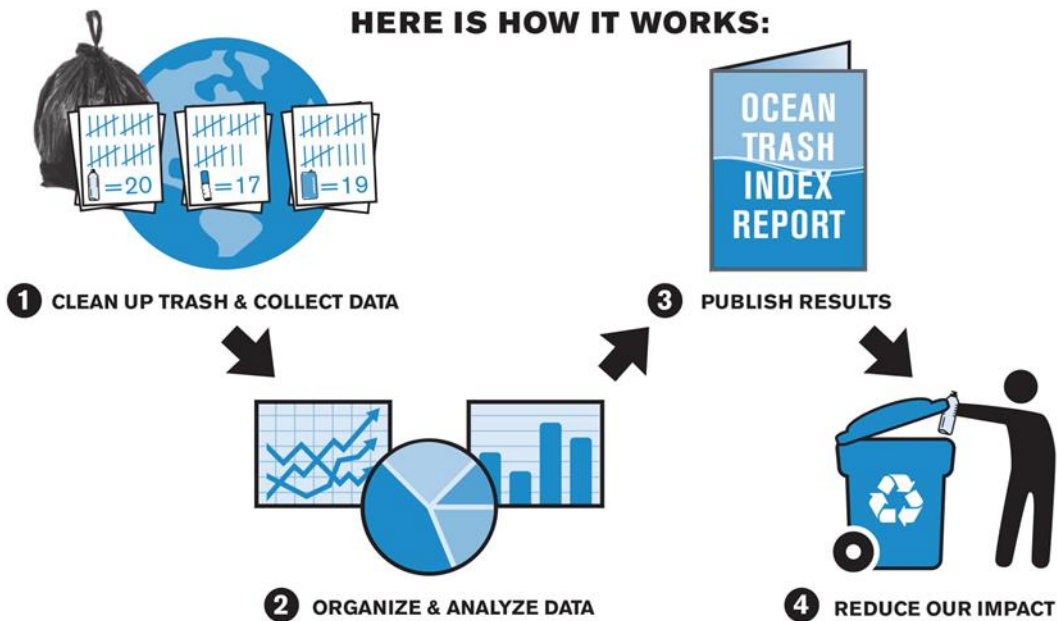 HERE IS HOW IT WORKS:
=20
=17
=19
1 CLEAN UP TRASH & COLLECT DATA
2 ORGANIZE & ANALYZE DATA
OCEAN
TRASH
INDEX
REPORT
3 PUBLISH RESULTS
4 REDUCE OUR IMPACT